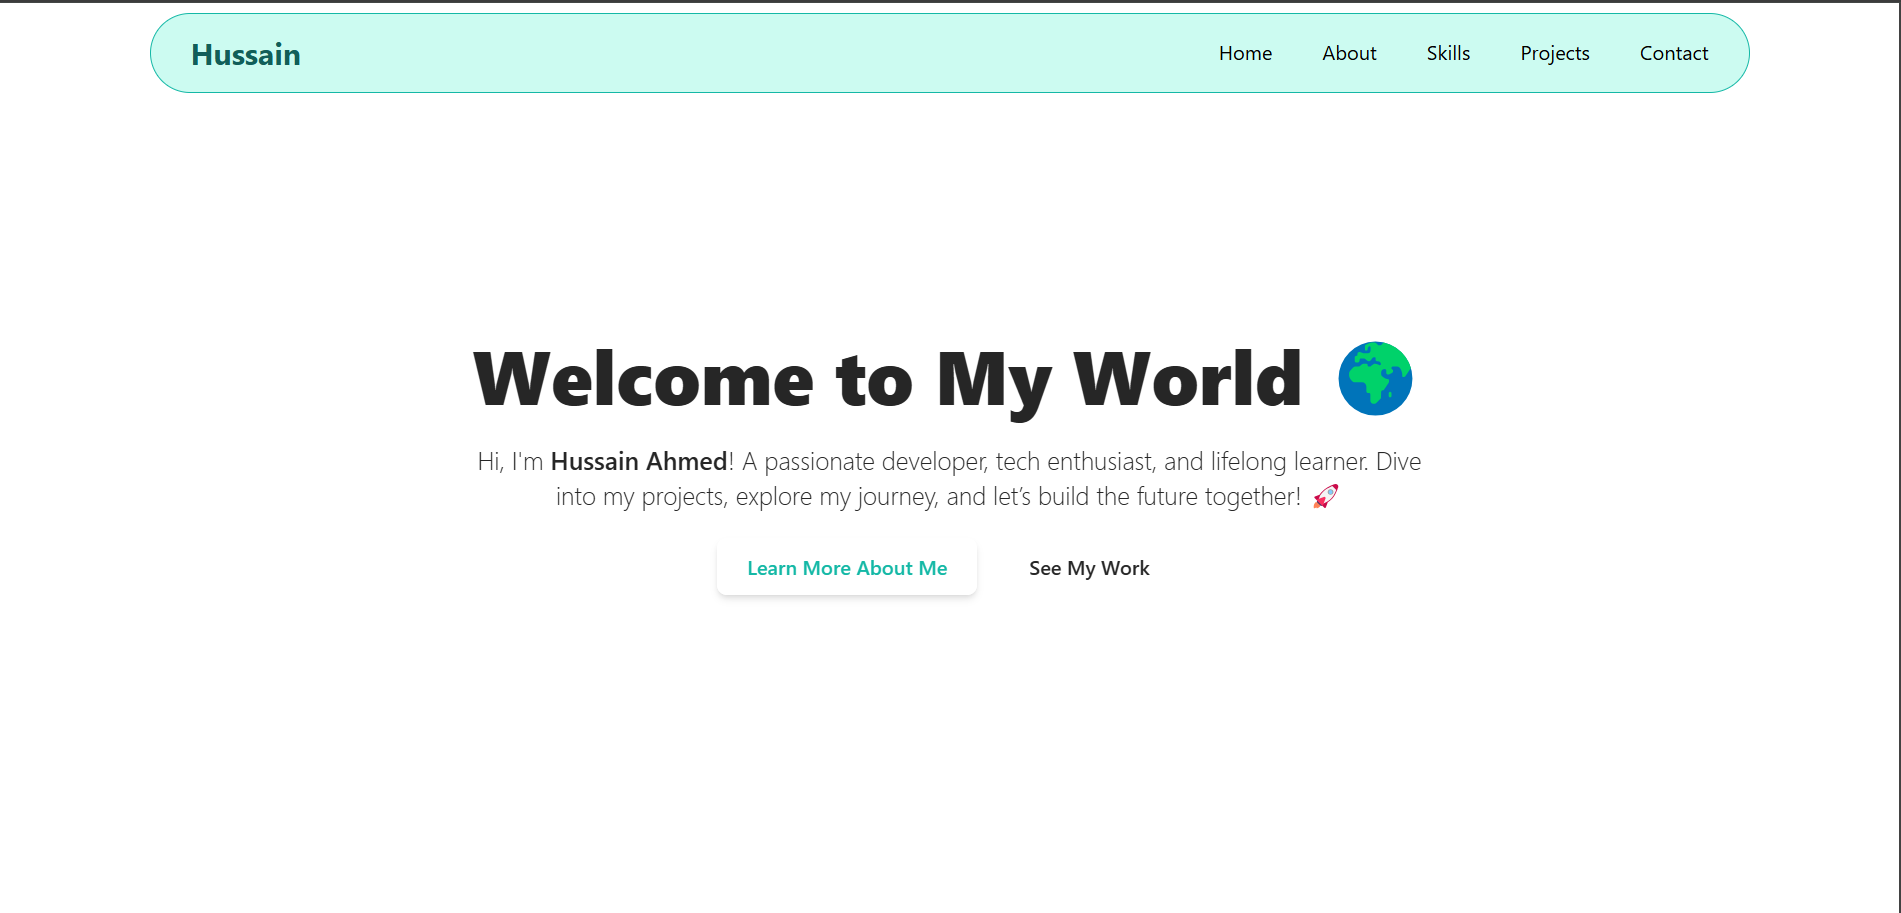 Hussain
Home About Skills Projects Contact
Welcome to My World 🌍
Hi, I'm Hussain Ahmed! A passionate developer, tech enthusiast, and lifelong learner. Dive
into my projects, explore my journey, and let’s build the future together! 🚀
Learn More About Me
See My Work